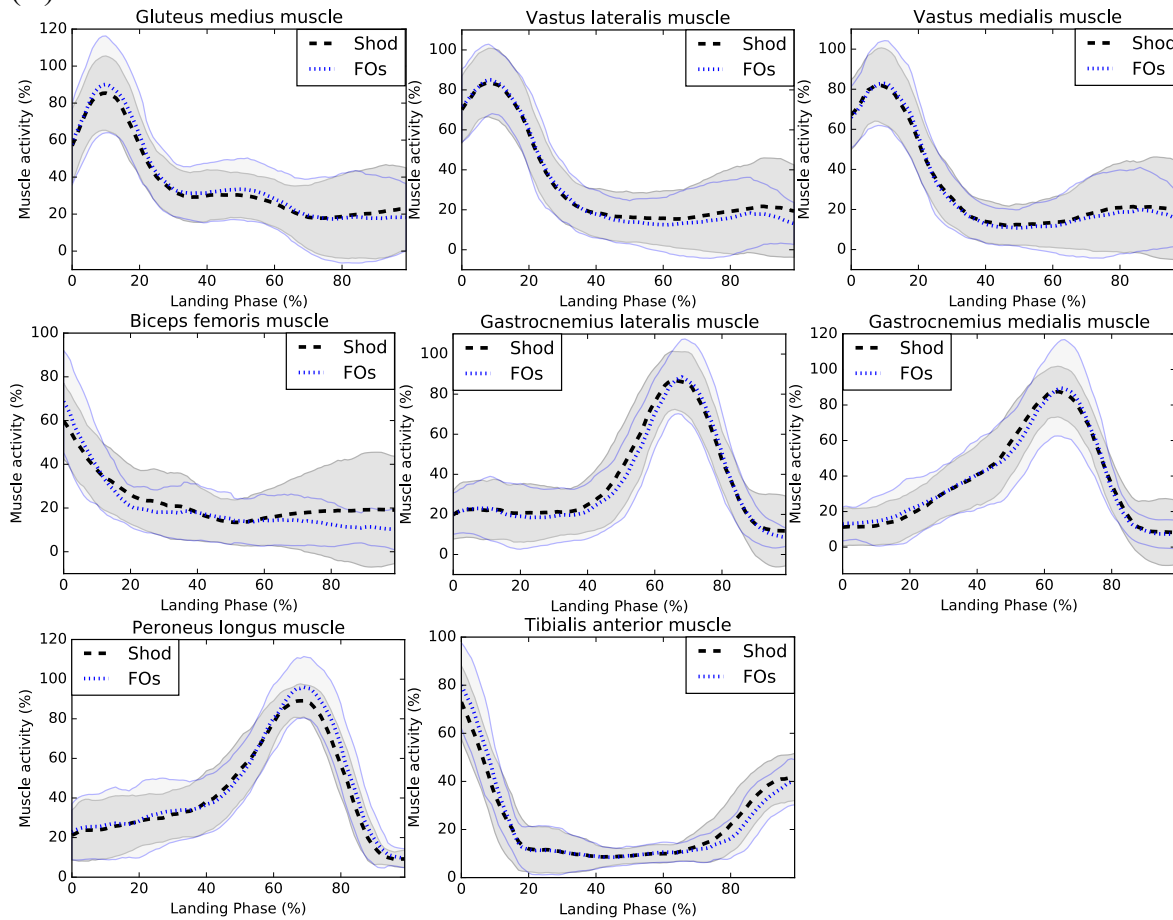 Gluteus medius muscle
Muscle activity (%)
120
100
80
60
40
20
0
Shod
FOs
0 20 40 60 80
Landing Phase (%)
Vastus lateralis muscle
Muscle activity (%)
120
100
80
60
40
20
0
Shod
FOs
0 20 40 60 80
Landing Phase (%)
Vastus medialis muscle
Muscle activity (%)
120
100
80
60
40
20
0
Shod
FOs
0 20 40 60 80
Landing Phase (%)
Biceps femoris muscle
Muscle activity (%)
100
80
60
40
20
0
Shod
FOs
0 20 40 60 80
Landing Phase (%)
Gastrocnemius lateralis muscle
Muscle activity (%)
100
80
60
40
20
0
Shod
FOs
0 20 40 60 80
Landing Phase (%)
Gastrocnemius medialis muscle
Muscle activity (%)
120
100
80
60
40
20
0
Shod
FOs
0 20 40 60 80
Landing Phase (%)
Peroneus longus muscle
Muscle activity (%)
120
100
80
60
40
20
0
Shod
FOs
0 20 40 60 80
Landing Phase (%)
Tibialis anterior muscle
Muscle activity (%)
100
80
60
40
20
0
Shod
FOs
0 20 40 60 80
Landing Phase (%)